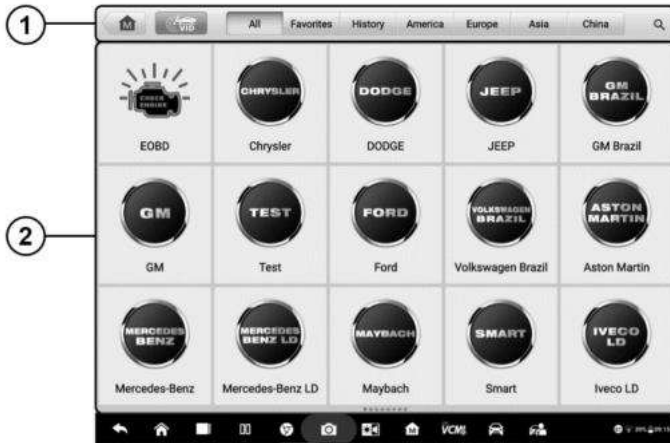 1
M
VID
All Favorites History America Europe Asia China
2
CHECK
ENGINE
CHRYSLER
DODGE
JEEP
GM
BRAZIL
EOBD Chrysler DODGE JEEP GM Brazil
GM
TEST
FORD
VOLKSWAGEN
BRAZIL
ASTON
MARTIN
GM Test Ford Volkswagen Brazil Aston Martin
MERCEDES
BENZ
MERCEDES
BENZ LD
MAYBACH
SMART
IVECO
LD
Mercedes-Benz Mercedes-Benz LD Maybach Smart Iveco LD
M
VCMI